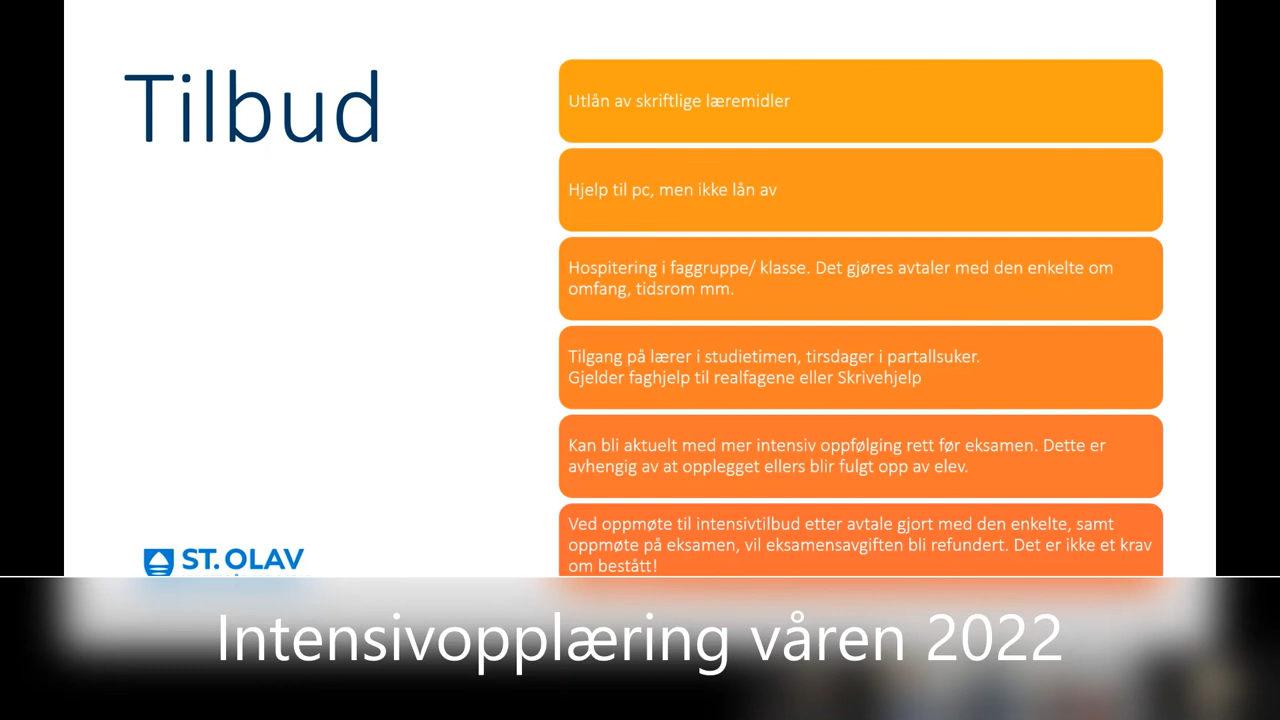 Tilbud
Utlån av skriftlige læremidler
Hjelp til pc, men ikke lån av
Hospitering i faggruppe/ klasse. Det gjøres avtaler med den enkelte om
omfang, tidsrom mm.
Tilgang på lærer i studietimen, tirsdager i partallsuker.
Gjelder faghjelp til realfagene eller Skrivehjelp
Kan bli aktuelt med mer intensiv oppfølging rett før eksamen. Dette er
avhengig av at opplegget ellers blir fulgt opp av elev.
Ved oppmøte til intensivtilbud etter avtale gjort med den enkelte, samt
oppmøte på eksamen, vil eksamensavgiften bli refundert. Det er ikke et krav
om bestått!
ST. OLAV
Intensivopplæring våren 2022